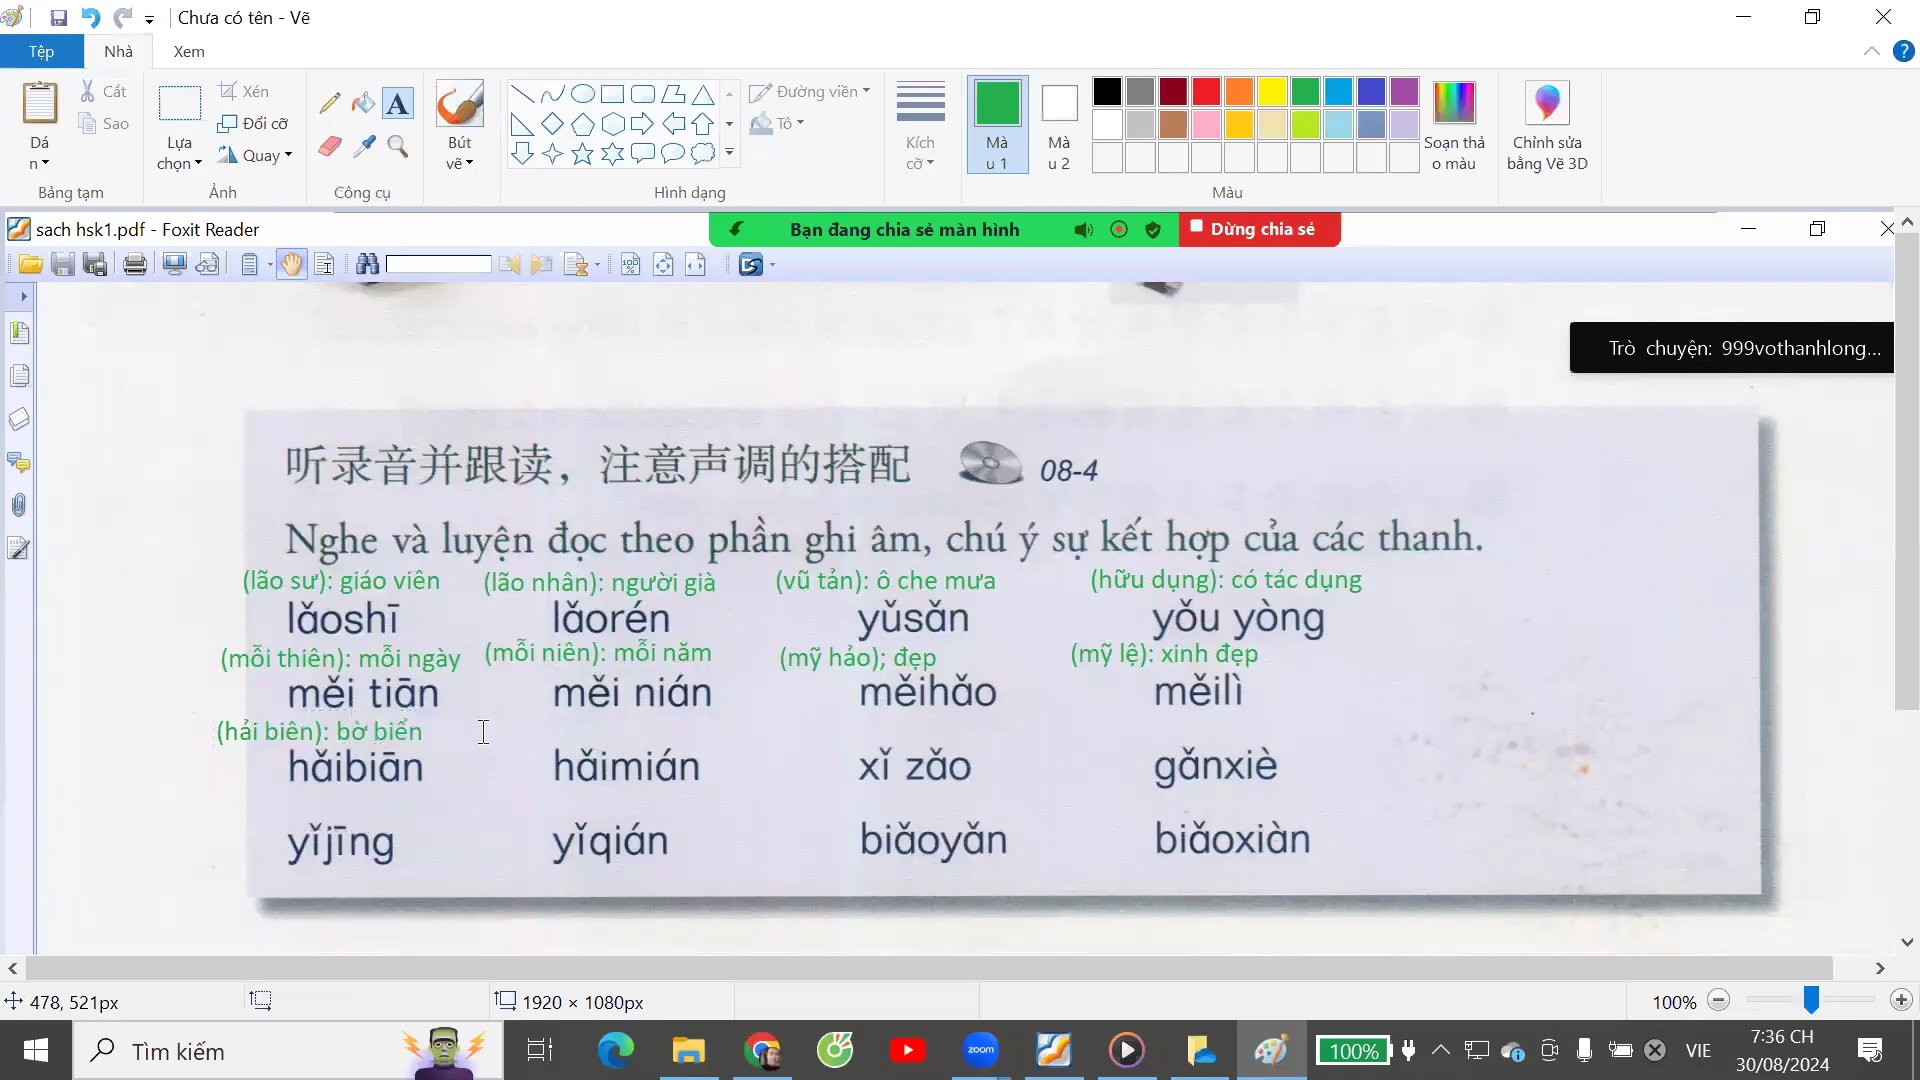 Chưa có tên - Vẽ
Tệp Nhà Xem
Cắt
Sao
Dá
n
Bảng tạm
Lựa
chọn
Xén
Đổi cỡ
Quay
Ảnh
A
Công cụ
Bút
vẽ
Đường viền
Tô
Hình dạng
Kích
cỡ
Mà
u 1
Mà
u 2
Soạn thả
o màu
Màu
Chỉnh sửa
bằng Vẽ 3D
sach hsk1.pdf - Foxit Reader
Bạn đang chia sẻ màn hình
Dừng chia sẻ
Trò chuyện: 999vothanhlong...
听录音并跟读，注意声调的搭配 08-4
Nghe và luyện đọc theo phần ghi âm, chú ý sự kết hợp của các thanh.
(lão sư): giáo viên (lão nhân): người già (vũ tản): ô che mưa (hữu dụng): có tác dụng
lǎoshī lǎorén yǔsǎn yǒu yòng
(mỗi thiên): mỗi ngày (mỗi niên): mỗi năm (mỹ hảo); đẹp (mỹ lệ): xinh đẹp
měi tiān měi nián měihǎo měilì
(hải biên): bờ biển
hǎibiān hǎimián xǐ zǎo gǎnxiè
yǐjīng yǐqián biǎoyǎn biǎoxiàn
478, 521px
1920 × 1080px
100%
Tìm kiếm
zoom
100%
VIE
7:36 CH
30/08/2024